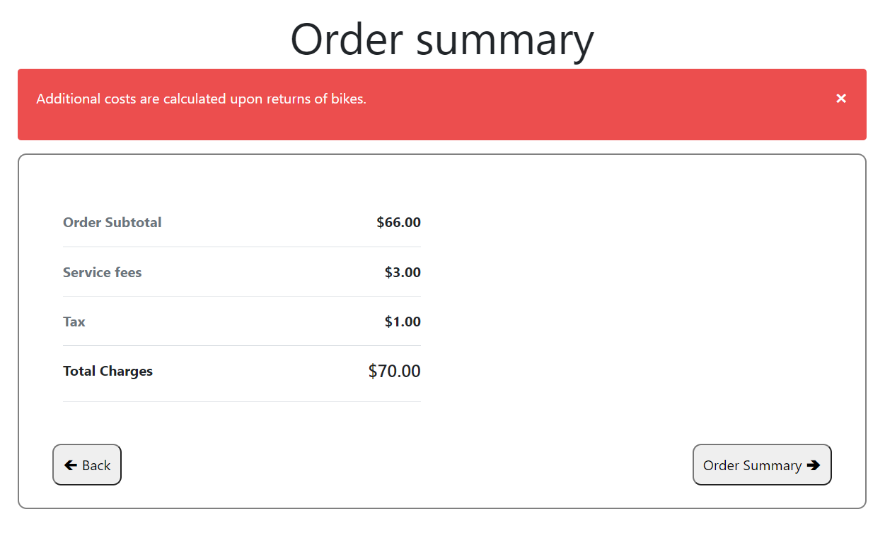 Order summary
Additional costs are calculated upon returns of bikes. ×
Order Subtotal $66.00
Service fees $3.00
Tax $1.00
Total Charges $70.00
🡰 Back
Order Summary 🡲